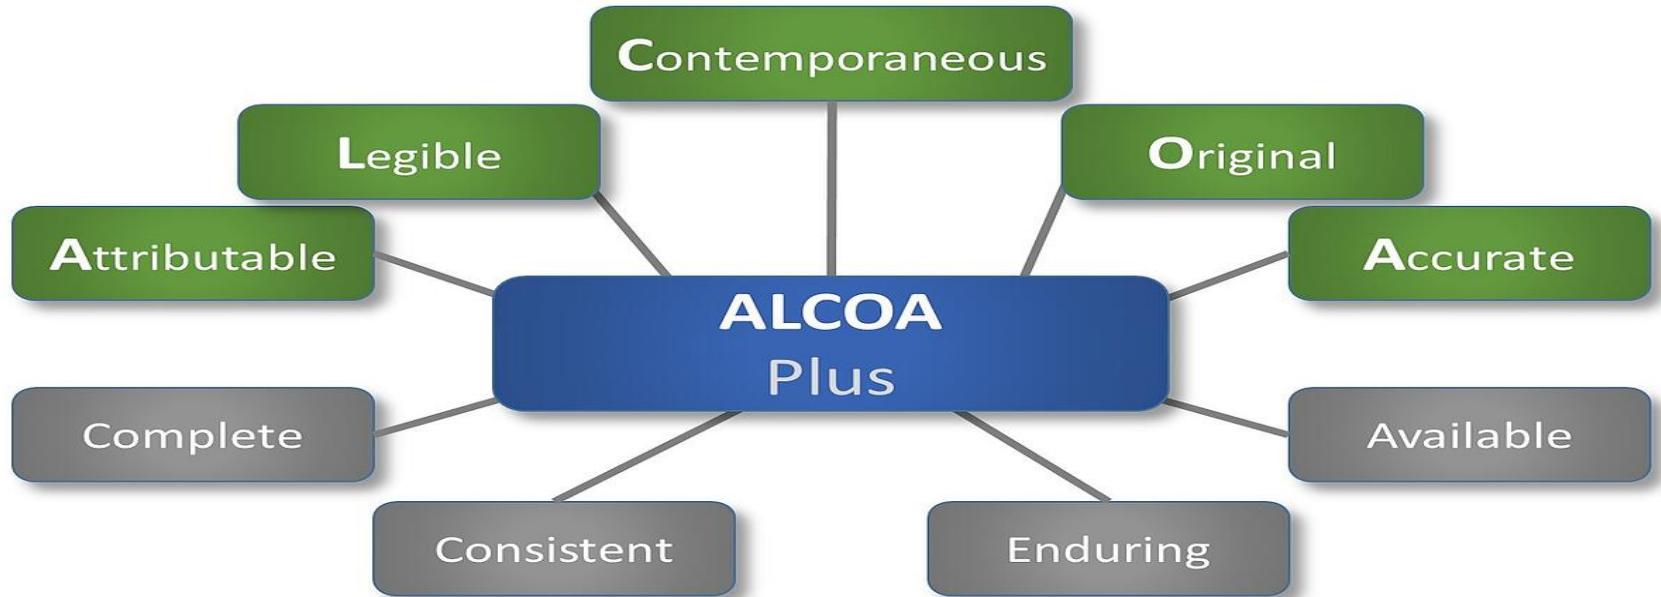 Contemporaneous
Legible
Original
Attributable
Accurate
ALCOA
Plus
Complete
Available
Consistent
Enduring